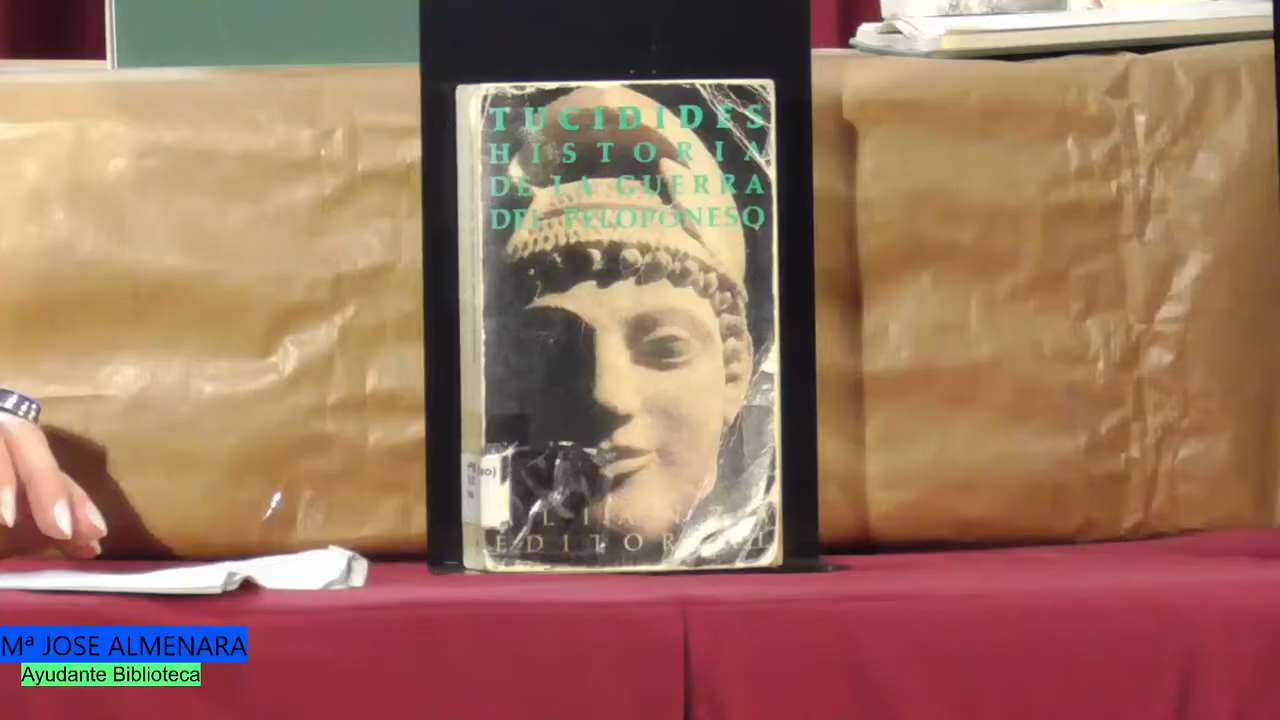 TUCIDIDES
HISTORIA
DE LA GUERRA
DEL PELOPONESO
EDITORIAL
Mª JOSE ALMENARA
Ayudante Biblioteca